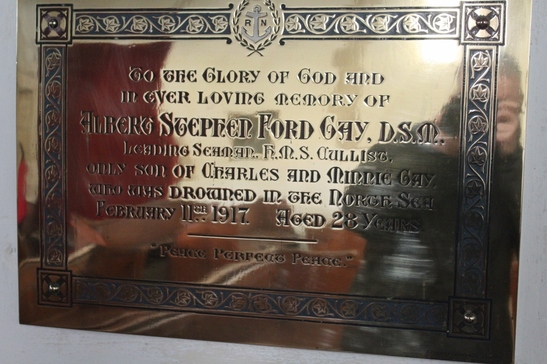 R N
TO THE GLORY OF GOD AND
IN EVER LOVING MEMORY OF
ALBERT STEPHEN FORD GAY, D.S.M.,
LEADING SEAMAN, H.M.S. CULLIST,
ONLY SON OF CHARLES AND MINNIE GAY
WHO WAS DROWNED IN THE NORTH SEA
FEBRUARY 11TH 1917. AGED 28 YEARS.
"PEACE PERFECT PEACE."